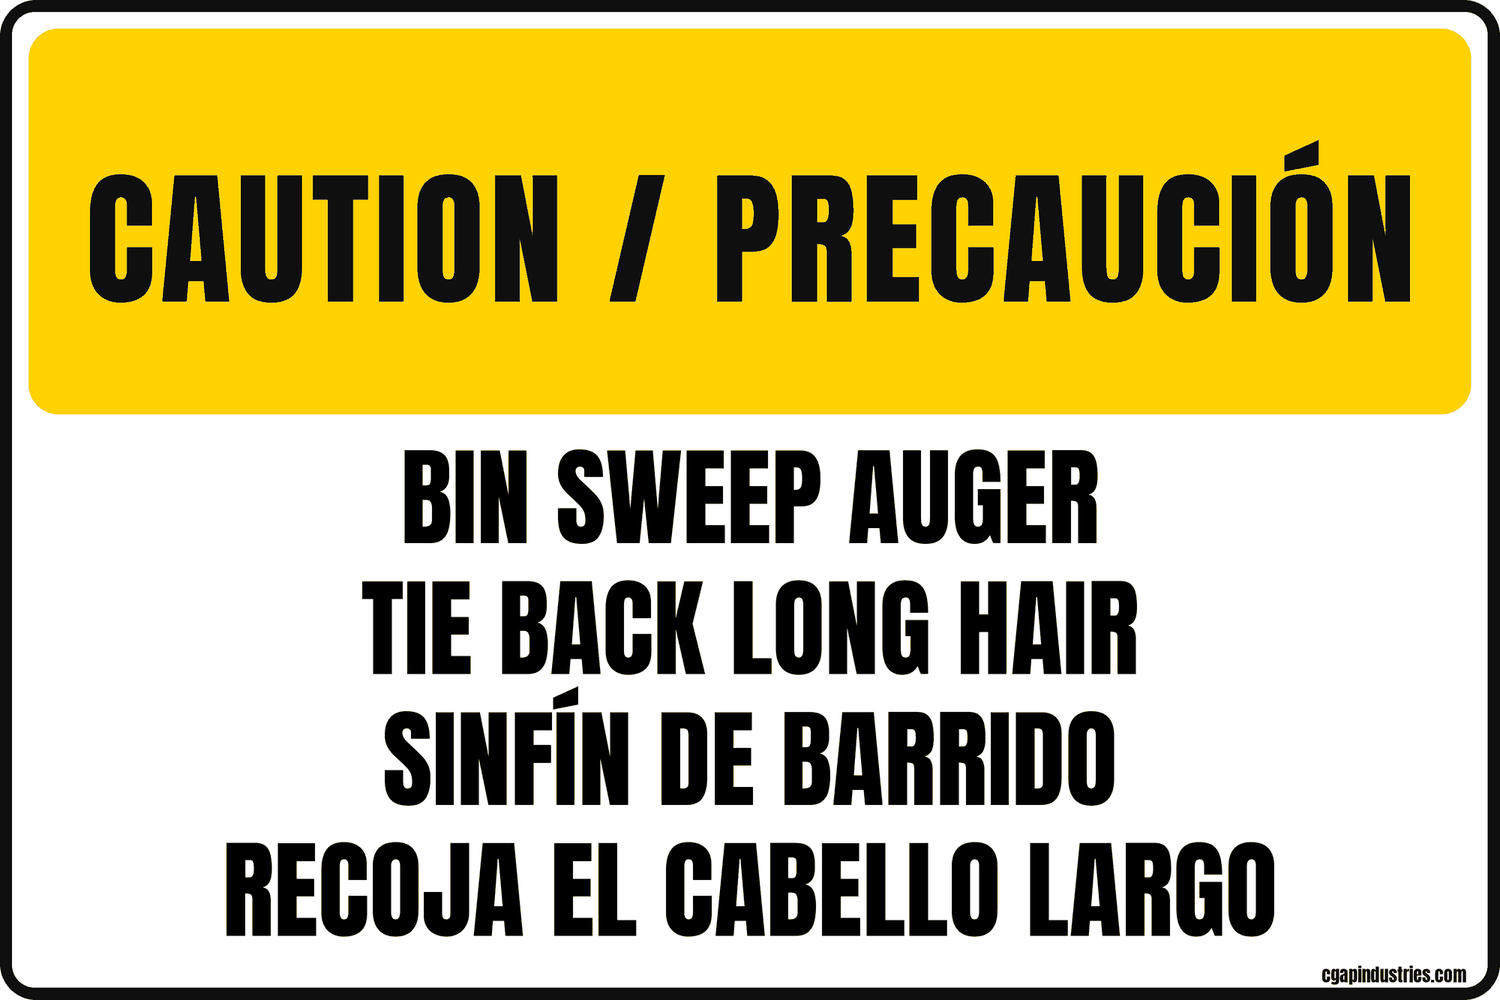 CAUTION / PRECAUCIÓN
BIN SWEEP AUGER
TIE BACK LONG HAIR
SINFÍN DE BARRIDO
RECOJA EL CABELLO LARGO
cgapindustries.com